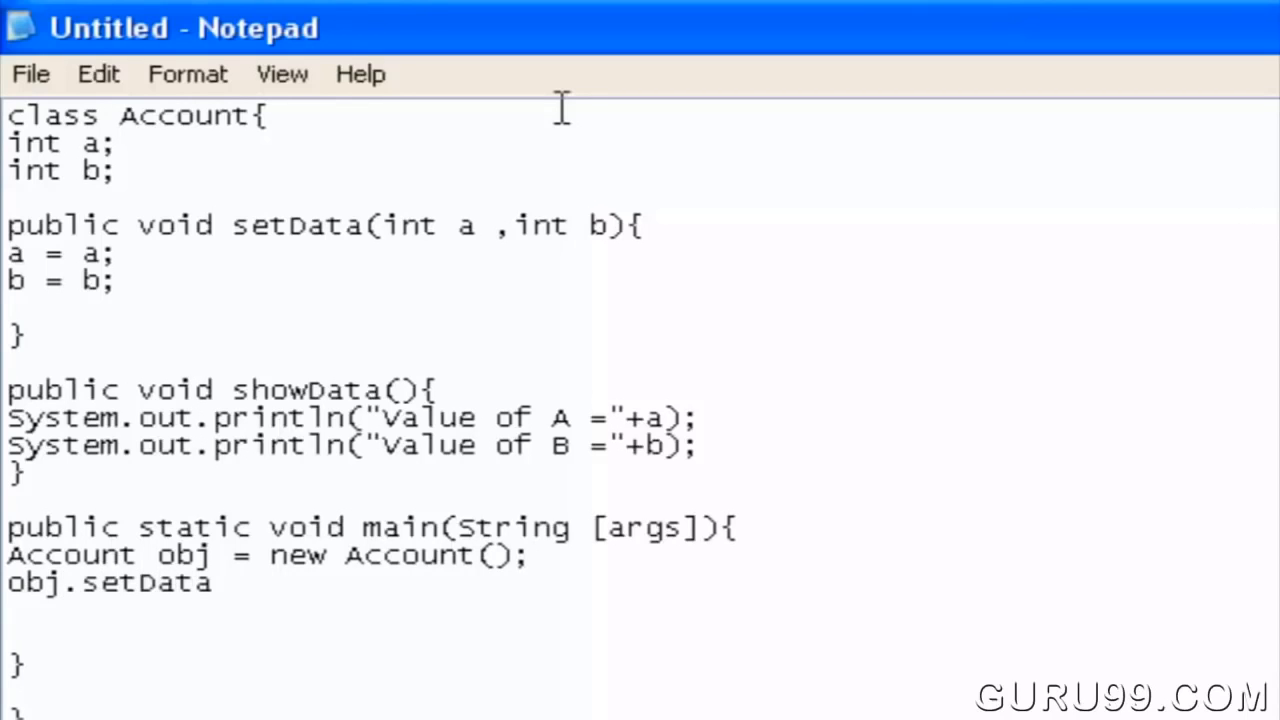 Untitled - Notepad
File Edit Format View Help
class Account{
int a;
int b;
public void setData(int a ,int b){
a = a;
b = b;
}
public void showData(){
System.out.println("Value of A ="+a);
System.out.println("Value of B ="+b);
}
public static void main(String [args]){
Account obj = new Account();
obj.setData
}
}
GURU99.COM